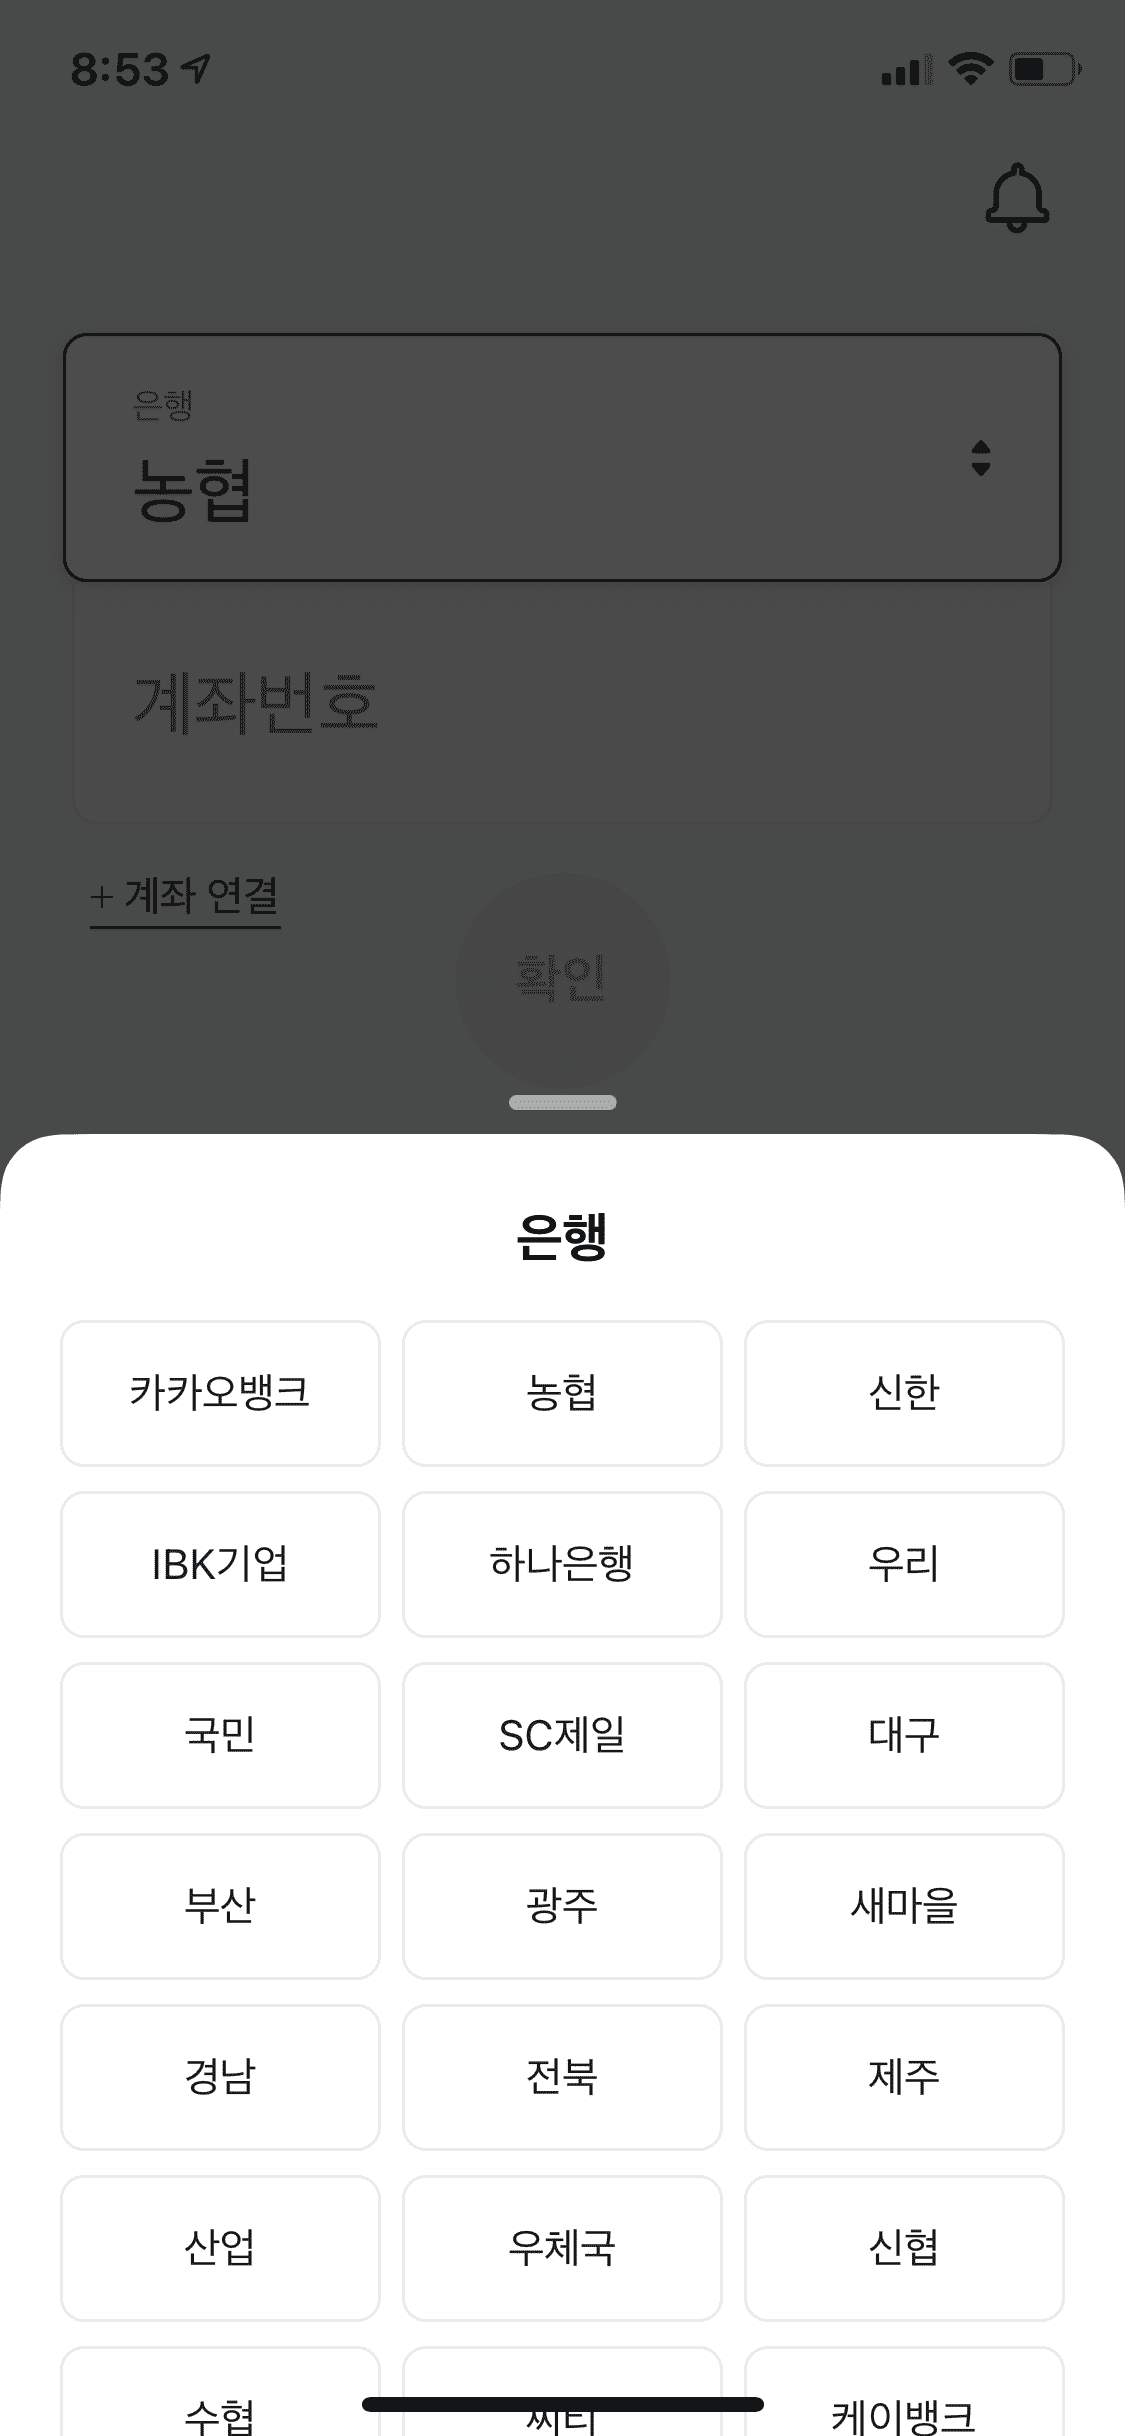 8:53
은행
농협
계좌번호
+ 계좌 연결
확인
은행
카카오뱅크
농협
신한
IBK기업
하나은행
우리
국민
SC제일
대구
부산
광주
새마을
경남
전북
제주
산업
우체국
신협
수협
씨티
케이뱅크